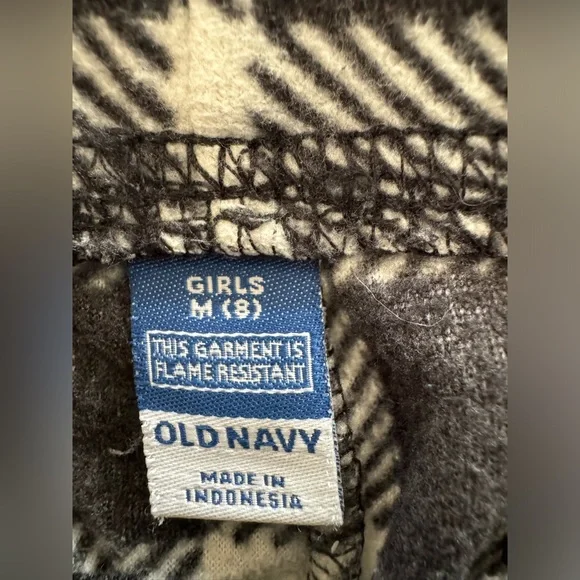 GIRLS
M (8)
THIS GARMENT IS
FLAME RESISTANT
OLD NAVY
MADE IN
INDONESIA